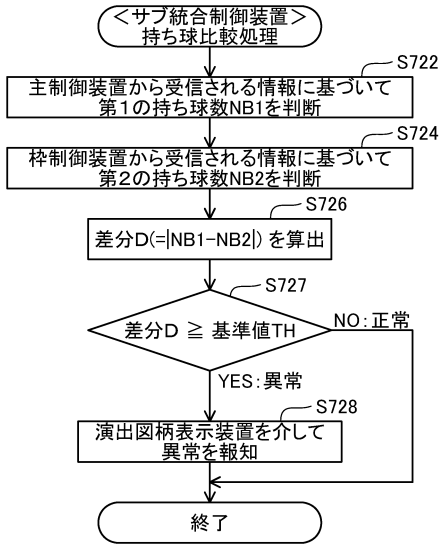 ＜サブ統合制御装置＞
持ち球比較処理
S722
主制御装置から受信される情報に基づいて
第１の持ち球数NB1を判断
S724
枠制御装置から受信される情報に基づいて
第２の持ち球数NB2を判断
S726
差分D(=|NB1-NB2|) を算出
S727
差分D ≧ 基準値TH
NO：正常
YES：異常
S728
演出図柄表示装置を介して
異常を報知
終了